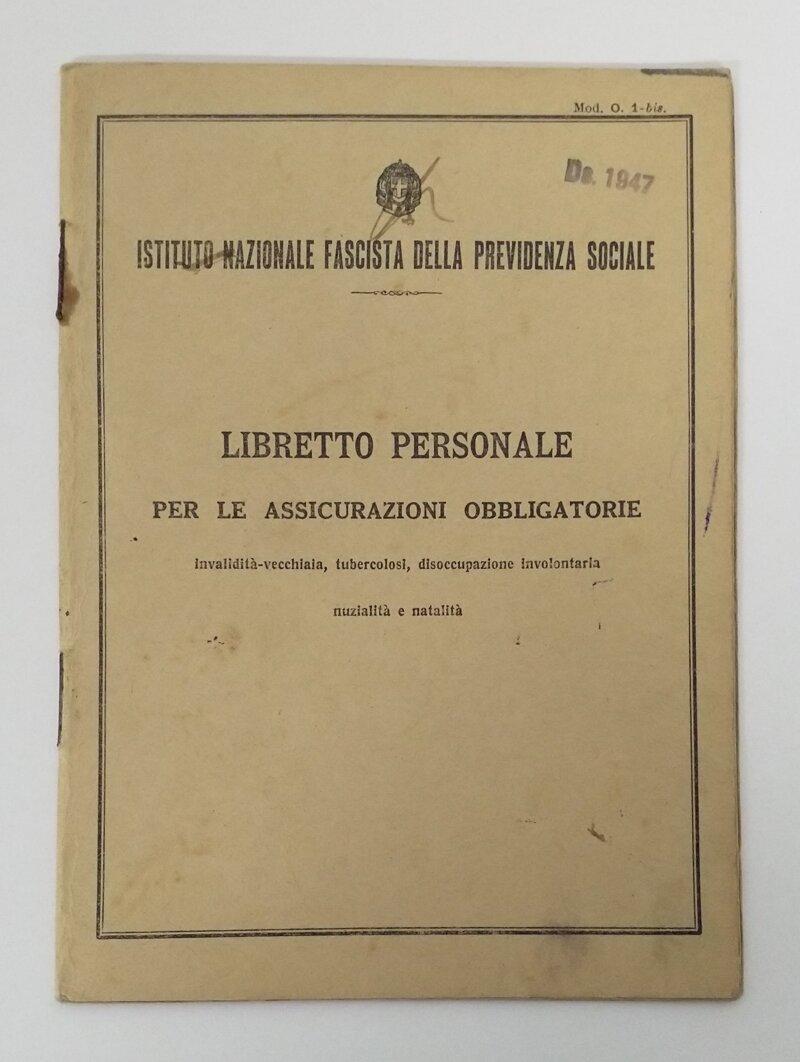 Mod. O. 1-bis.
Ds. 1947
ISTITUTO NAZIONALE FASCISTA DELLA PREVIDENZA SOCIALE
LIBRETTO PERSONALE
PER LE ASSICURAZIONI OBBLIGATORIE
invalidità-vecchiaia, tubercolosi, disoccupazione involontaria
nuzialità e natalità